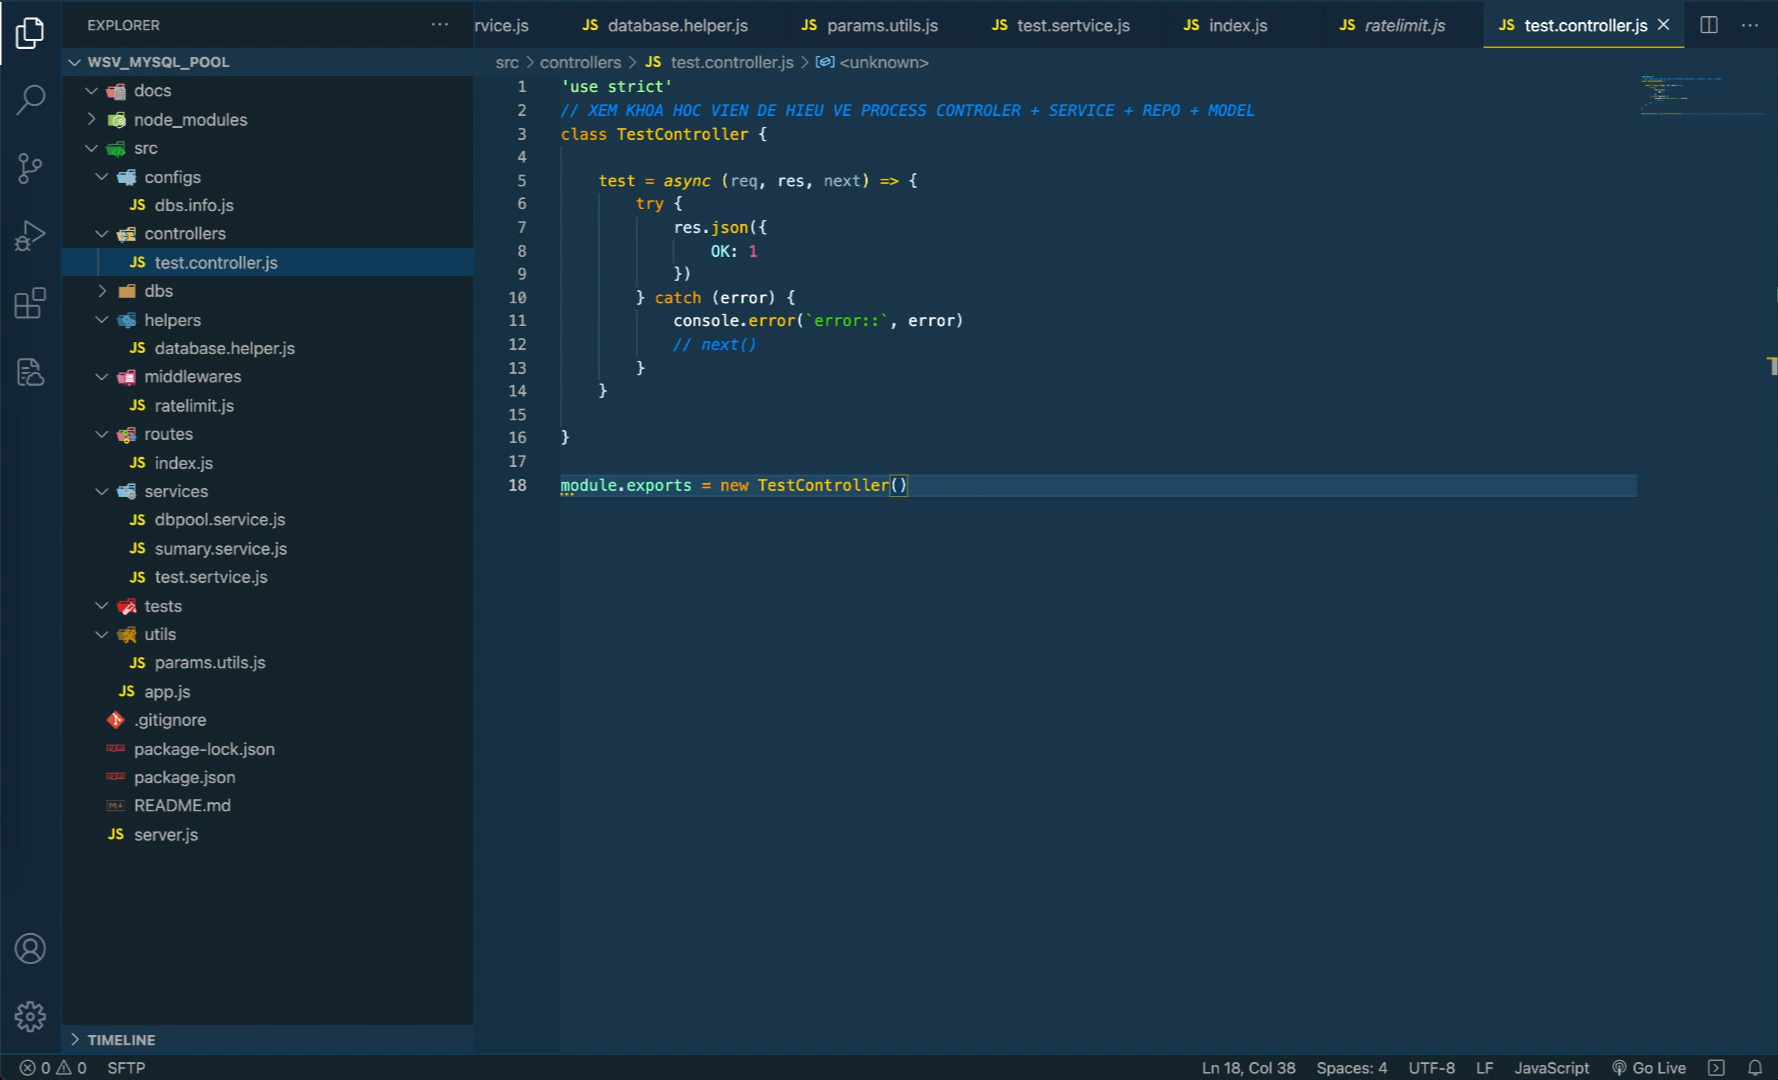 EXPLORER
rvice.js
JS database.helper.js
JS params.utils.js
JS test.sertvice.js
JS index.js
JS ratelimit.js
JS test.controller.js
WSV_MYSQL_POOL
src > controllers > JS test.controller.js > <unknown>
docs
node_modules
src
configs
JS dbs.info.js
controllers
JS test.controller.js
dbs
helpers
JS database.helper.js
middlewares
JS ratelimit.js
routes
JS index.js
services
JS dbpool.service.js
JS sumary.service.js
JS test.sertvice.js
tests
utils
JS params.utils.js
JS app.js
.gitignore
package-lock.json
package.json
README.md
JS server.js
TIMELINE
1 'use strict'
2 // XEM KHOA HOC VIEN DE HIEU VE PROCESS CONTROLER + SERVICE + REPO + MODEL
3 class TestController {
4
5 test = async (req, res, next) => {
6 try {
7 res.json({
8 OK: 1
9 })
10 } catch (error) {
11 console.error(`error::`, error)
12 // next()
13 }
14 }
15
16 }
17
18 module.exports = new TestController()
0 0 SFTP
Ln 18, Col 38 Spaces: 4 UTF-8 LF JavaScript Go Live